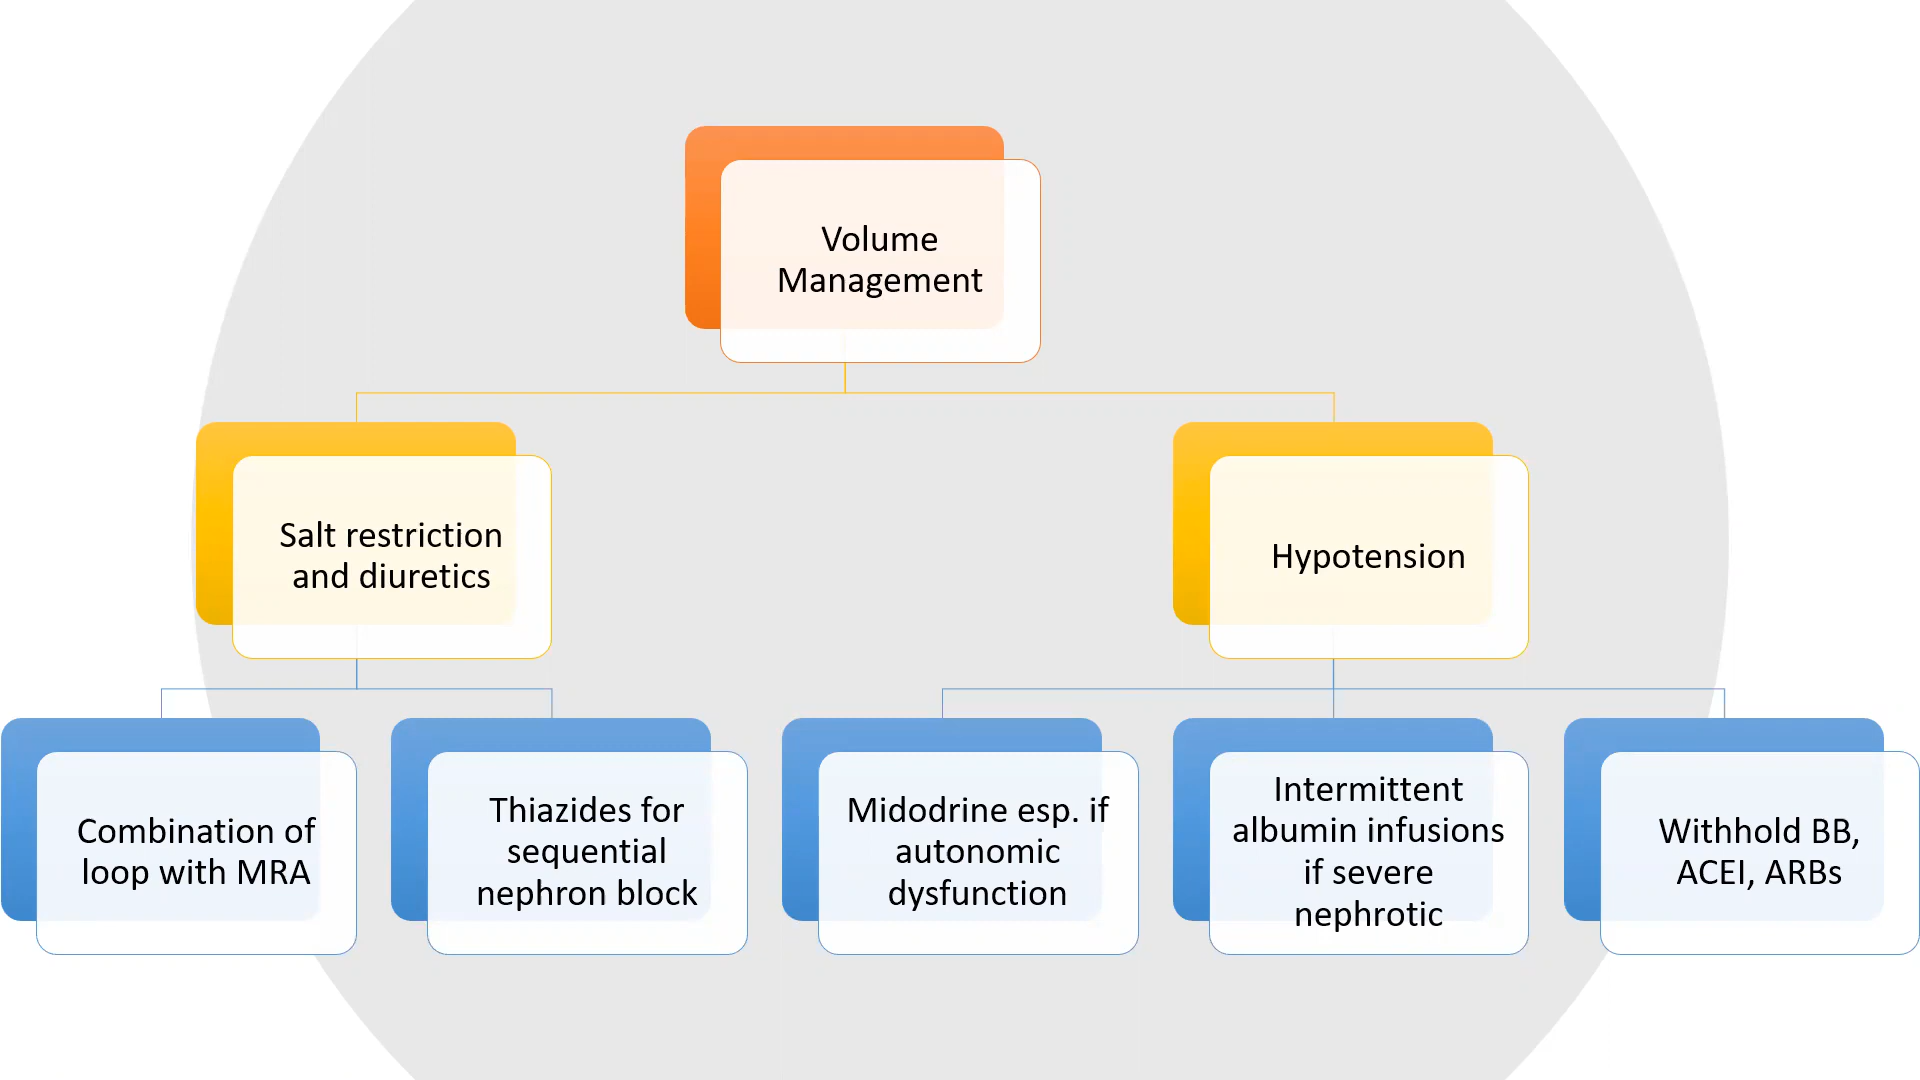 Volume
Management
Salt restriction
and diuretics
Hypotension
Combination of
loop with MRA
Thiazides for
sequential
nephron block
Midodrine esp. if
autonomic
dysfunction
Intermittent
albumin infusions
if severe
nephrotic
Withhold BB,
ACEI, ARBs